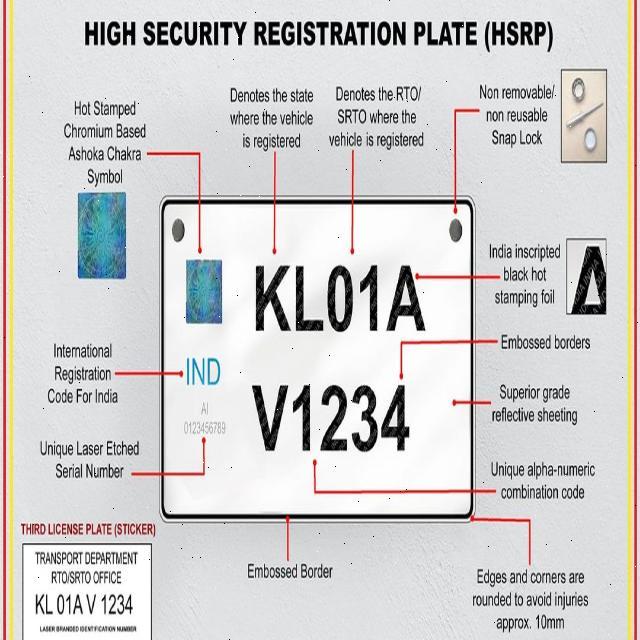 HIGH SECURITY REGISTRATION PLATE (HSRP)
Hot Stamped
Chromium Based
Ashoka Chakra
Symbol
Denotes the state
where the vehicle
is registered
Denotes the RTO/
SRTO where the
vehicle is registered
Non removable/
non reusable
Snap Lock
India inscripted
black hot
stamping foil
Embossed borders
Superior grade
reflective sheeting
Unique alpha-numeric
combination code
Edges and corners are
rounded to avoid injuries
approx. 10mm
Embossed Border
International
Registration
Code For India
Unique Laser Etched
Serial Number
KL01A
IND
AI
0123456789
V1234
THIRD LICENSE PLATE (STICKER)
TRANSPORT DEPARTMENT
RTO/SRTO OFFICE
KL 01A V 1234
LASER BRANDED IDENTIFICATION NUMBER